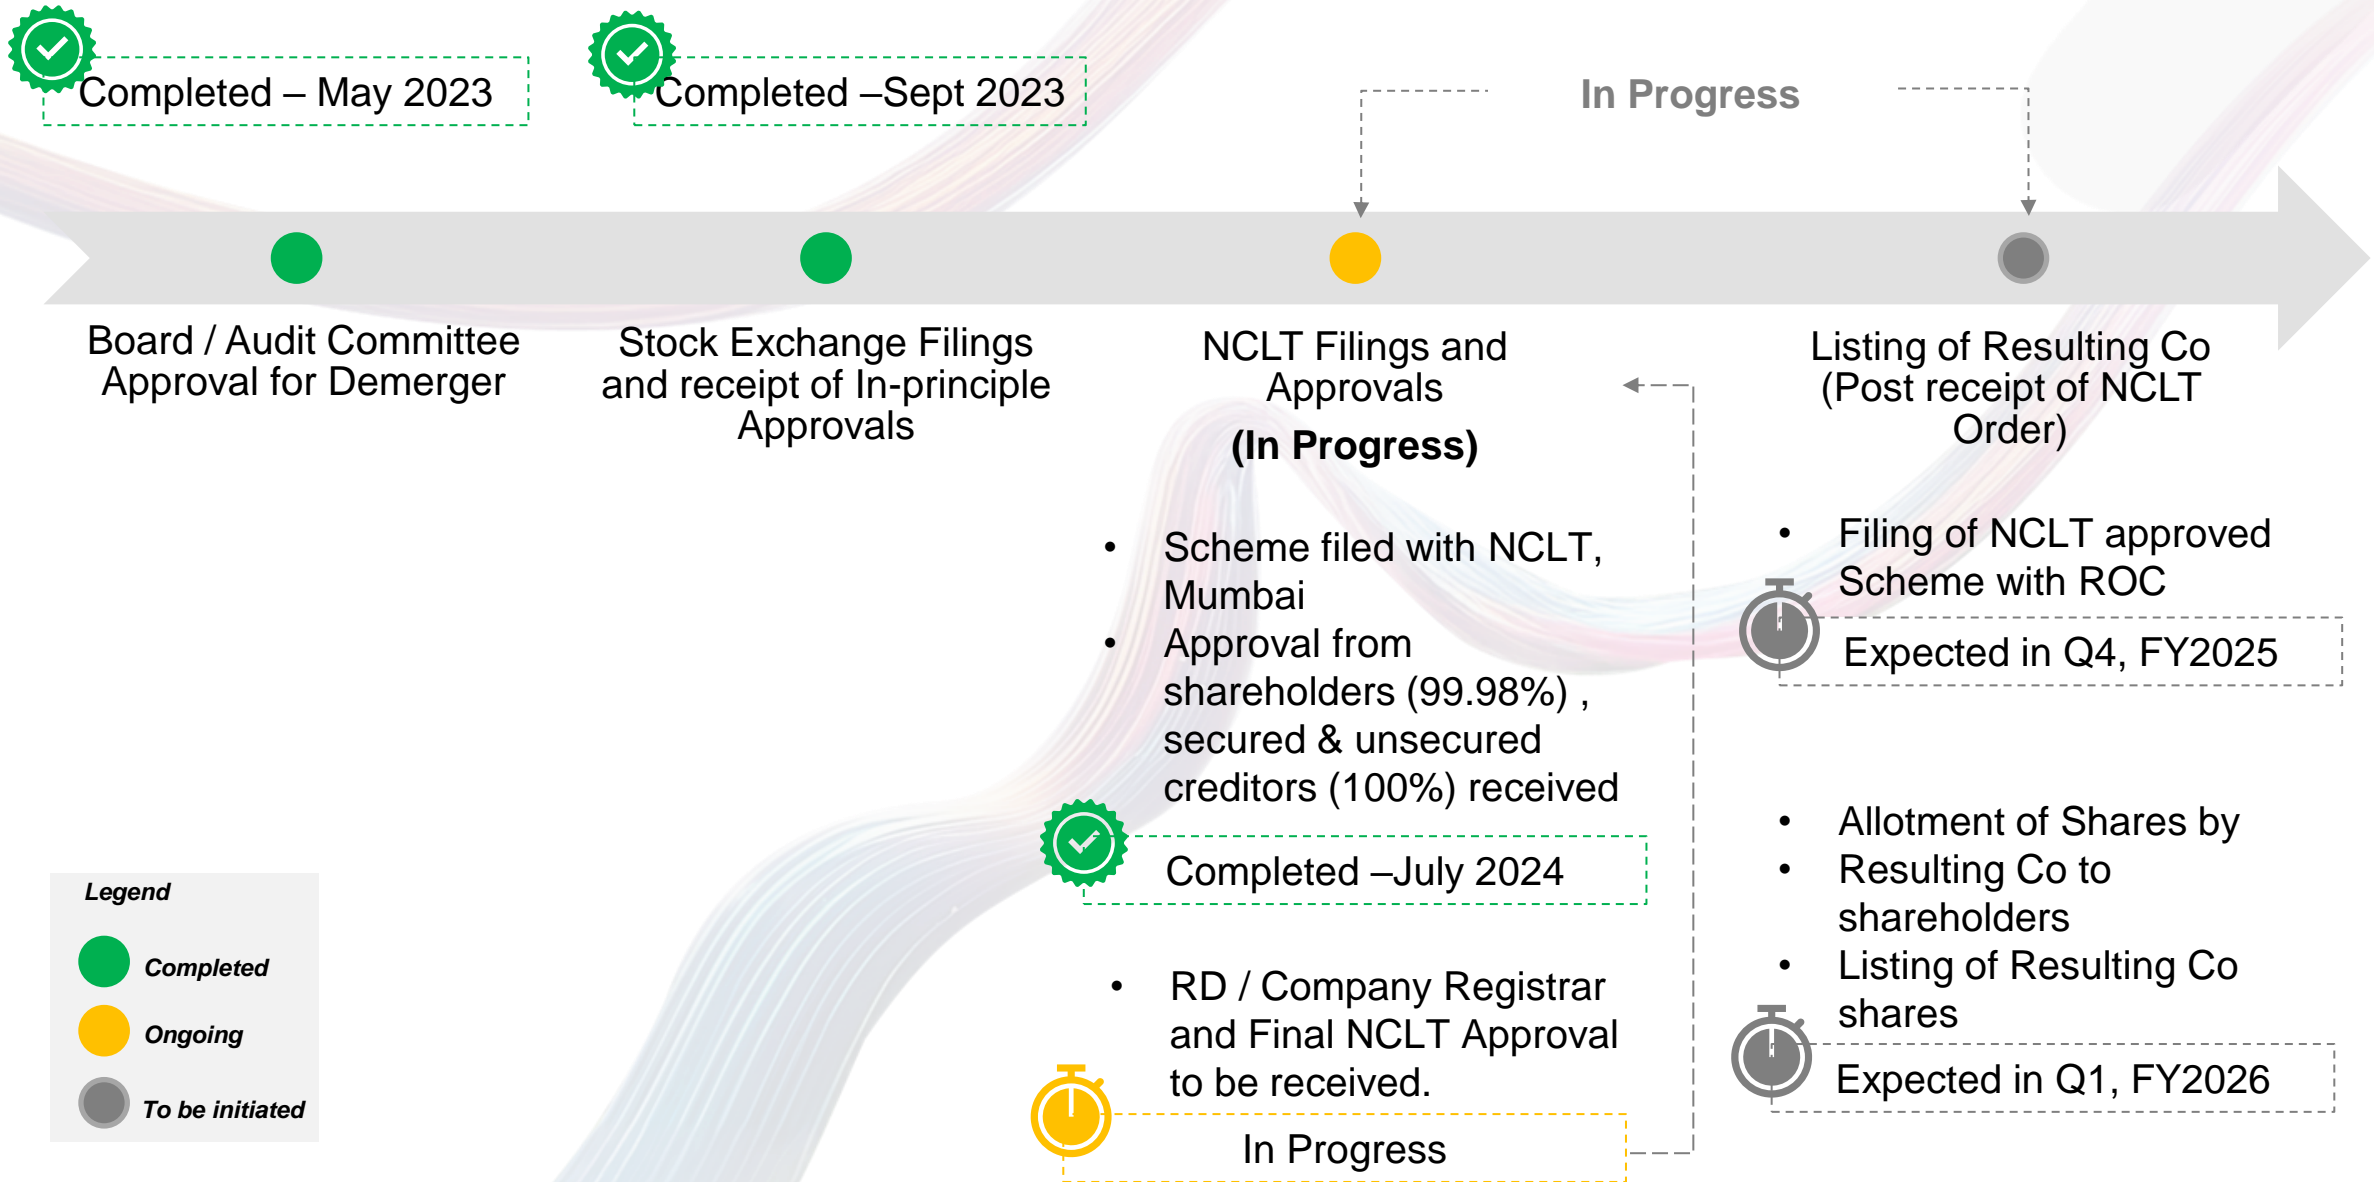 Completed – May 2023
Completed –Sept 2023
In Progress
Board / Audit Committee
Approval for Demerger
Stock Exchange Filings
and receipt of In-principle
Approvals
NCLT Filings and
Approvals
(In Progress)
• Scheme filed with NCLT,
Mumbai
• Approval from
shareholders (99.98%) ,
secured & unsecured
creditors (100%) received
Completed –July 2024
• RD / Company Registrar
and Final NCLT Approval
to be received.
In Progress
Listing of Resulting Co
(Post receipt of NCLT
Order)
• Filing of NCLT approved
Scheme with ROC
Expected in Q4, FY2025
• Allotment of Shares by
• Resulting Co to
shareholders
• Listing of Resulting Co
shares
Expected in Q1, FY2026
Legend
Completed
Ongoing
To be initiated